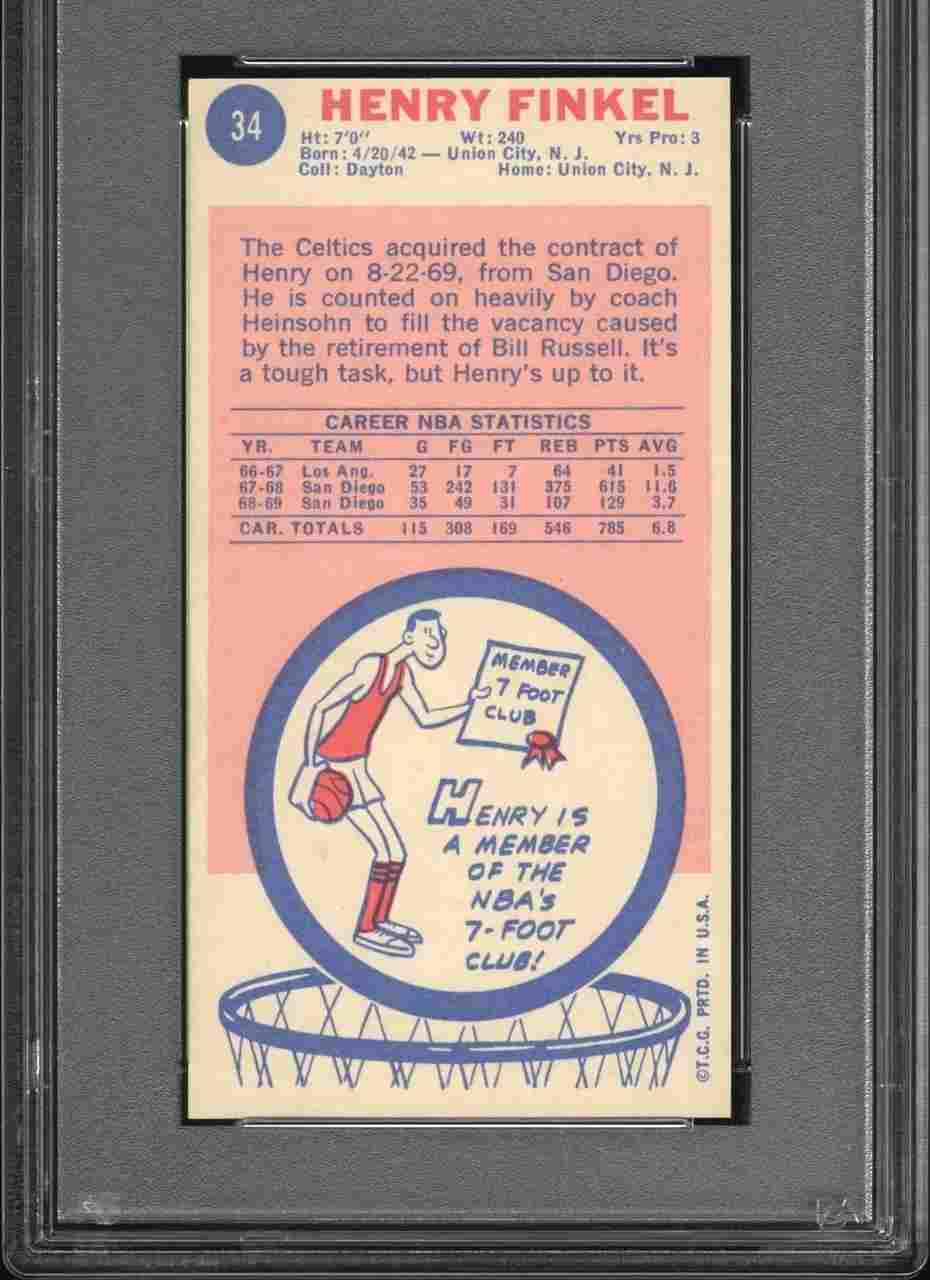 34
HENRY FINKEL
Ht: 7'0" Wt: 240 Yrs Pro: 3
Born: 4/20/42 — Union City, N. J.
Coll: Dayton Home: Union City, N. J.
The Celtics acquired the contract of
Henry on 8-22-69, from San Diego.
He is counted on heavily by coach
Heinsohn to fill the vacancy caused
by the retirement of Bill Russell. It's
a tough task, but Henry's up to it.
CAREER NBA STATISTICS
YR. TEAM G FG FT REB PTS AVG
66-67 Los Ang. 27 17 7 64 41 1.5
67-68 San Diego 53 242 131 375 615 11.6
68-69 San Diego 35 49 31 107 129 3.7
CAR. TOTALS 115 308 169 546 785 6.8
MEMBER
7 FOOT
CLUB
HENRY IS
A MEMBER
OF THE
NBA'S
7-FOOT
CLUB!
©T.C.G. PRTD. IN U.S.A.